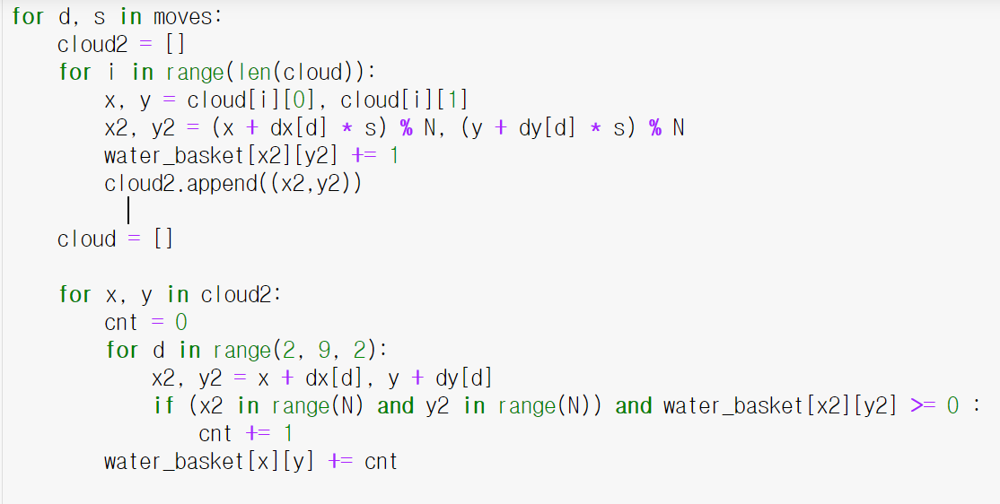 for d, s in moves:
    cloud2 = []
    for i in range(len(cloud)):
        x, y = cloud[i][0], cloud[i][1]
        x2, y2 = (x + dx[d] * s) % N, (y + dy[d] * s) % N
        water_basket[x2][y2] += 1
        cloud2.append((x2,y2))
    cloud = []
    for x, y in cloud2:
        cnt = 0
        for d in range(2, 9, 2):
            x2, y2 = x + dx[d], y + dy[d]
            if (x2 in range(N) and y2 in range(N)) and water_basket[x2][y2] >= 0 :
                cnt += 1
        water_basket[x][y] += cnt